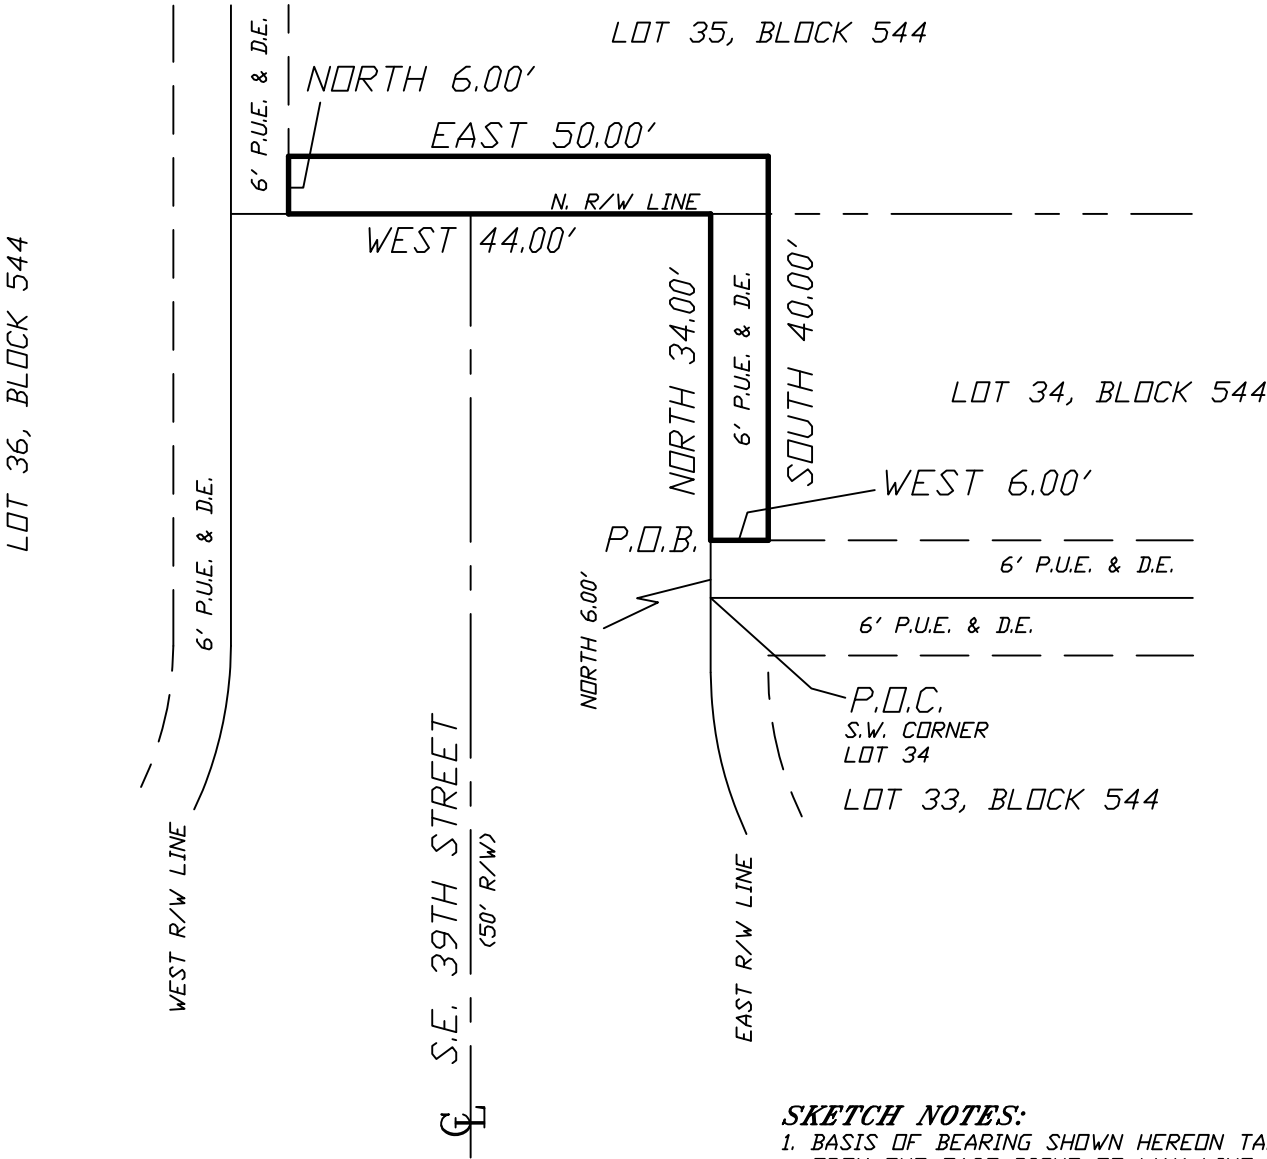 LOT 35, BLOCK 544
6' P.U.E. & D.E.
NORTH 6.00'
EAST 50.00'
N. R/W LINE
WEST 44.00'
LOT 36, BLOCK 544
NORTH 34.00'
6' P.U.E. & D.E.
SOUTH 40.00'
LOT 34, BLOCK 544
WEST 6.00'
6' P.U.E. & D.E.
P.O.B.
6' P.U.E. & D.E.
NORTH 6.00'
6' P.U.E. & D.E.
P.O.C.
S.W. CORNER
LOT 34
LOT 33, BLOCK 544
WEST R/W LINE
S.E. 39TH STREET
(50' R/W)
EAST R/W LINE
CL
SKETCH NOTES:
1. BASIS OF BEARING SHOWN HEREON TA